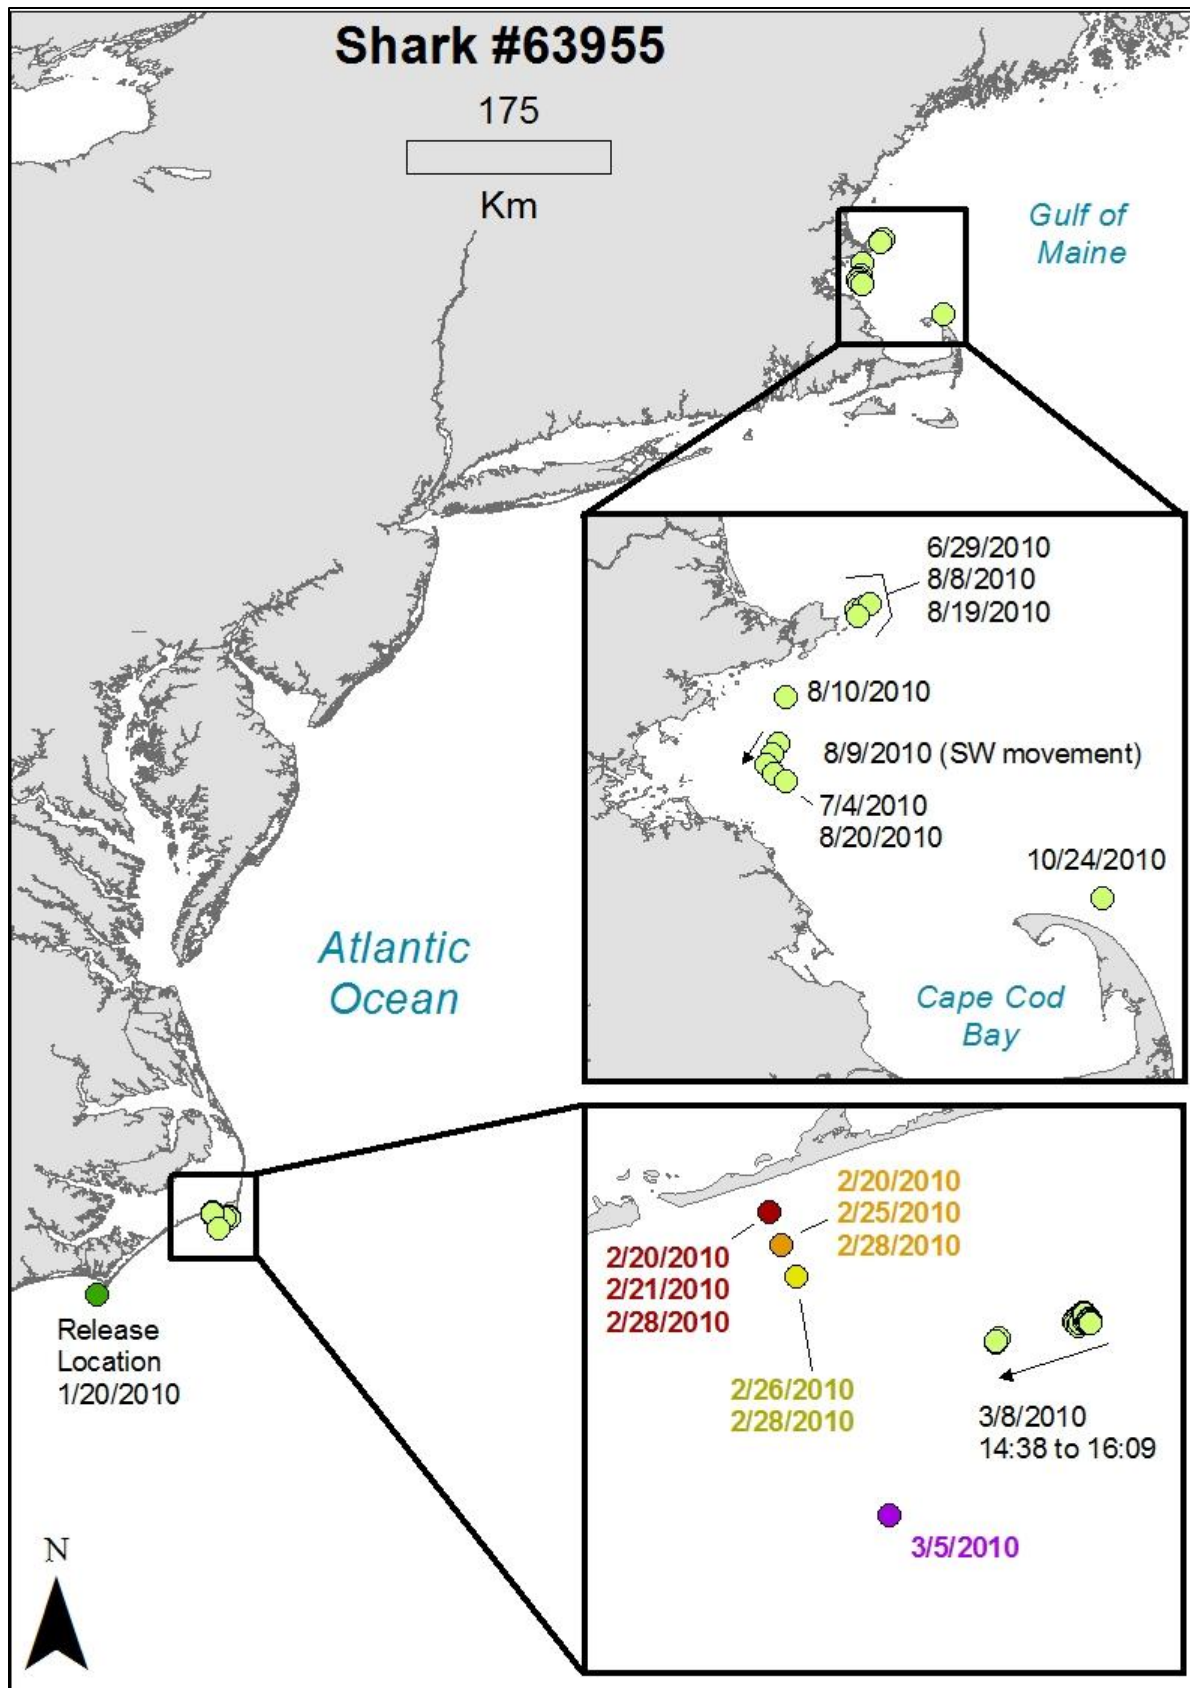 Shark #63955
175
Km
Gulf of
Maine
6/29/2010
8/8/2010
8/19/2010
8/10/2010
8/9/2010 (SW movement)
7/4/2010
8/20/2010
10/24/2010
Cape Cod
Bay
Atlantic
Ocean
Release
Location
1/20/2010
2/20/2010
2/25/2010
2/28/2010
2/20/2010
2/21/2010
2/28/2010
2/26/2010
2/28/2010
3/8/2010
14:38 to 16:09
3/5/2010
N